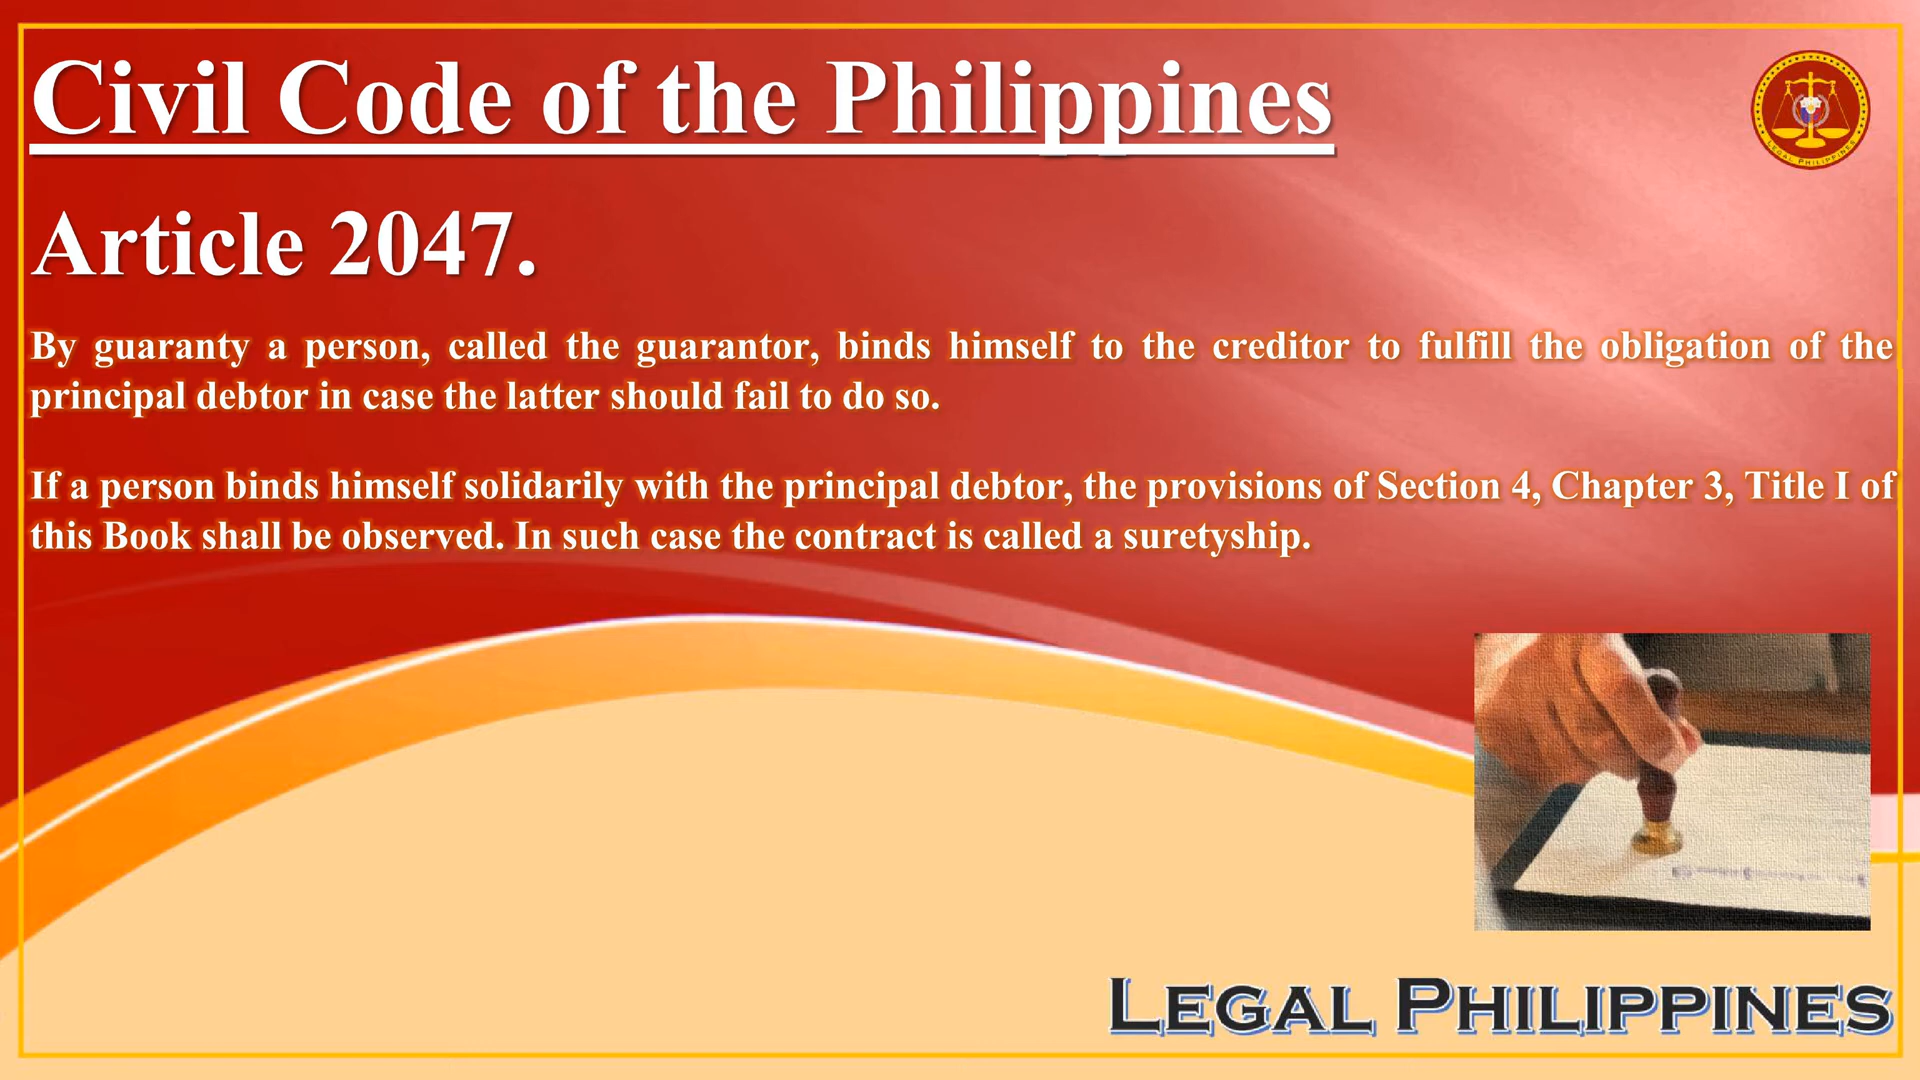 Civil Code of the Philippines
LEGAL PHILIPPINES
Article 2047.
By guaranty a person, called the guarantor, binds himself to the creditor to fulfill the obligation of the
principal debtor in case the latter should fail to do so.
If a person binds himself solidarily with the principal debtor, the provisions of Section 4, Chapter 3, Title I of
this Book shall be observed. In such case the contract is called a suretyship.
LEGAL PHILIPPINES